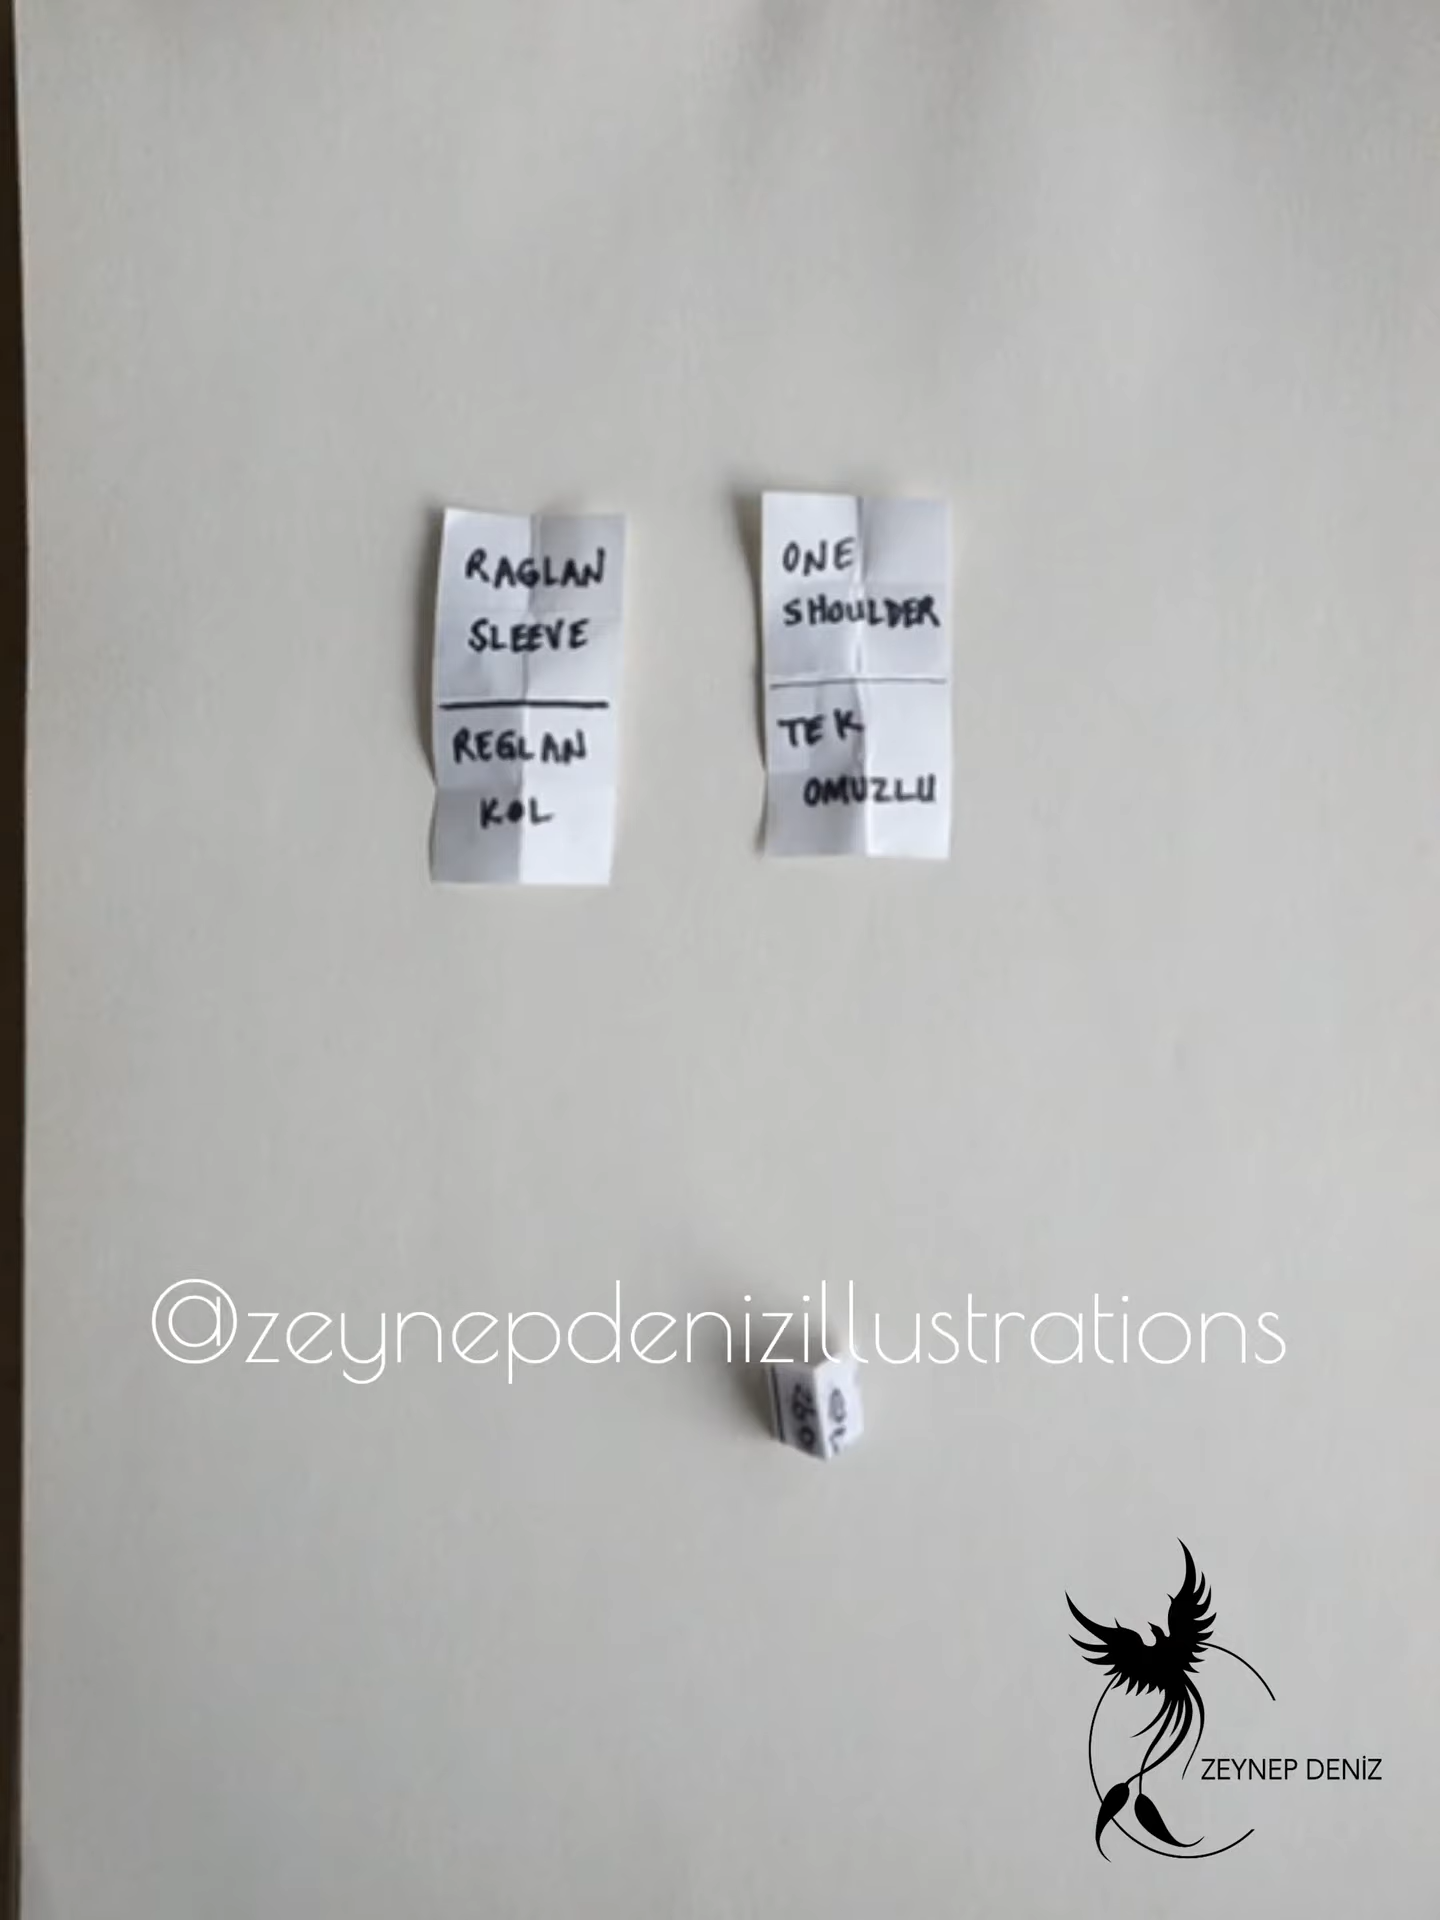 RAGLAN
SLEEVE
REGLAN
KOL
ONE
SHOULDER
TEK
OMUZLU
@zeynepdenizillustrations
ZEYNEP DENİZ